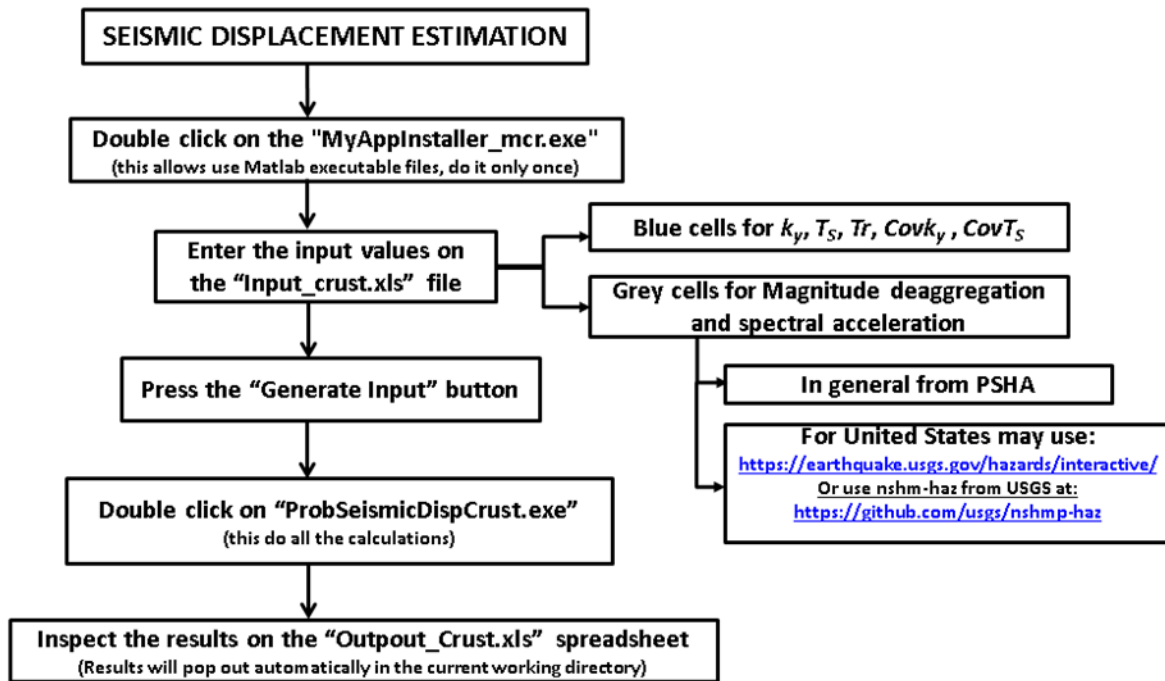 SEISMIC DISPLACEMENT ESTIMATION
Double click on the "MyAppInstaller_mcr.exe"
(this allows use Matlab executable files, do it only once)
Enter the input values on
the “Input_crust.xls” file
Blue cells for ky, TS, Tr, Covky , CovTS
Grey cells for Magnitude deaggregation
and spectral acceleration
In general from PSHA
For United States may use:
https://earthquake.usgs.gov/hazards/interactive/
Or use nshm-haz from USGS at:
https://github.com/usgs/nshmp-haz
Press the “Generate Input” button
Double click on “ProbSeismicDispCrust.exe”
(this do all the calculations)
Inspect the results on the “Outpout_Crust.xls” spreadsheet
(Results will pop out automatically in the current working directory)